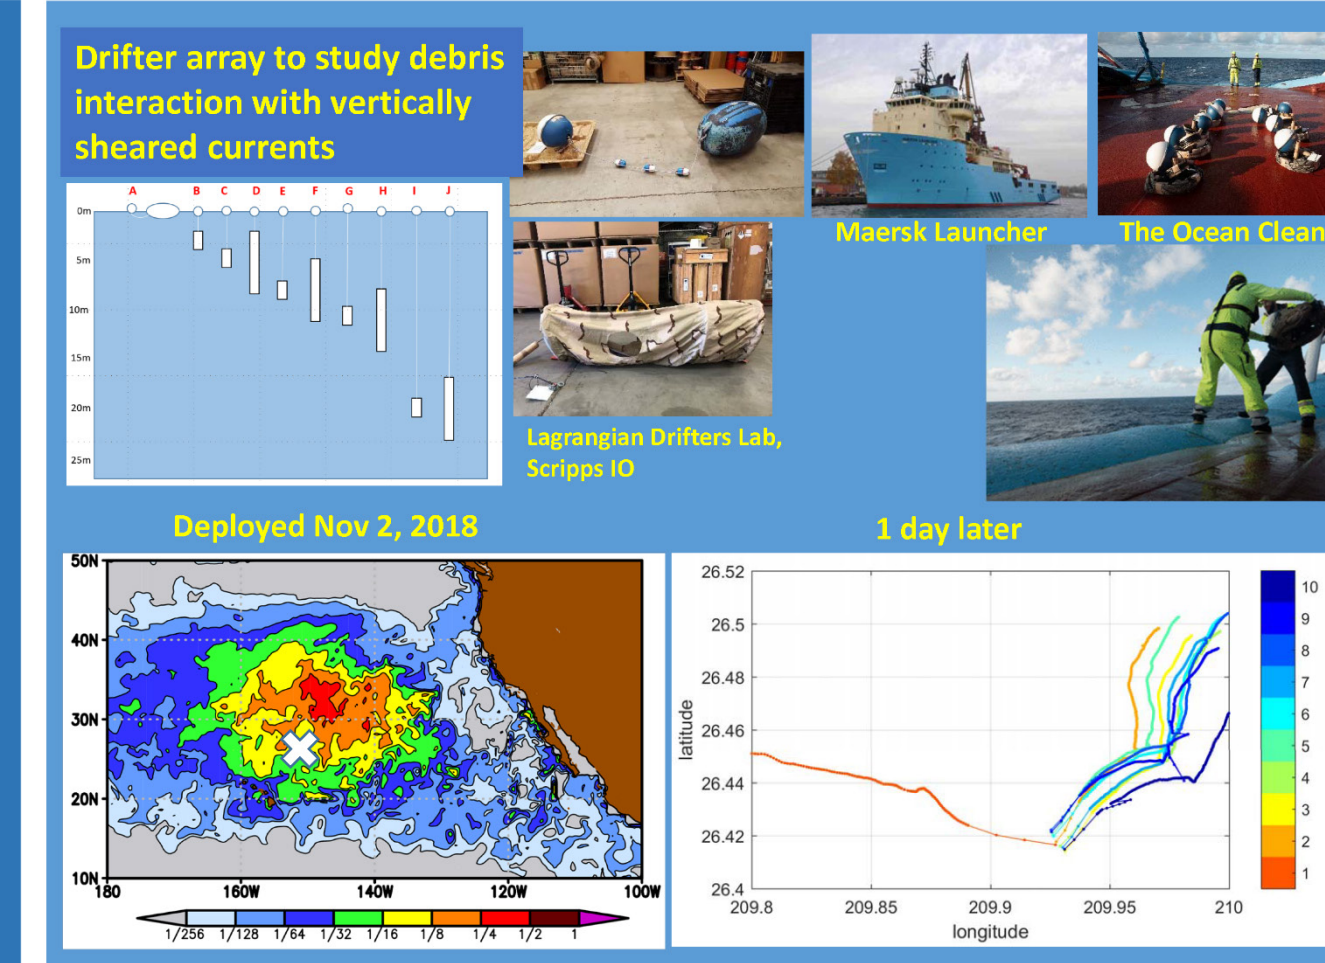 Drifter array to study debris
interaction with vertically
sheared currents
A B C D E F G H I J
0m
5m
10m
15m
20m
25m
Maersk Launcher
The Ocean Clean
Lagrangian Drifters Lab,
Scripps IO
Deployed Nov 2, 2018
50N
40N
30N
20N
10N
180 160W 140W 120W 100W
1/256 1/128 1/64 1/32 1/16 1/8 1/4 1/2 1
1 day later
26.52
26.5
26.48
26.46
26.44
26.42
26.4
latitude
209.8 209.85 209.9 209.95 210
longitude
10
9
8
7
6
5
4
3
2
1